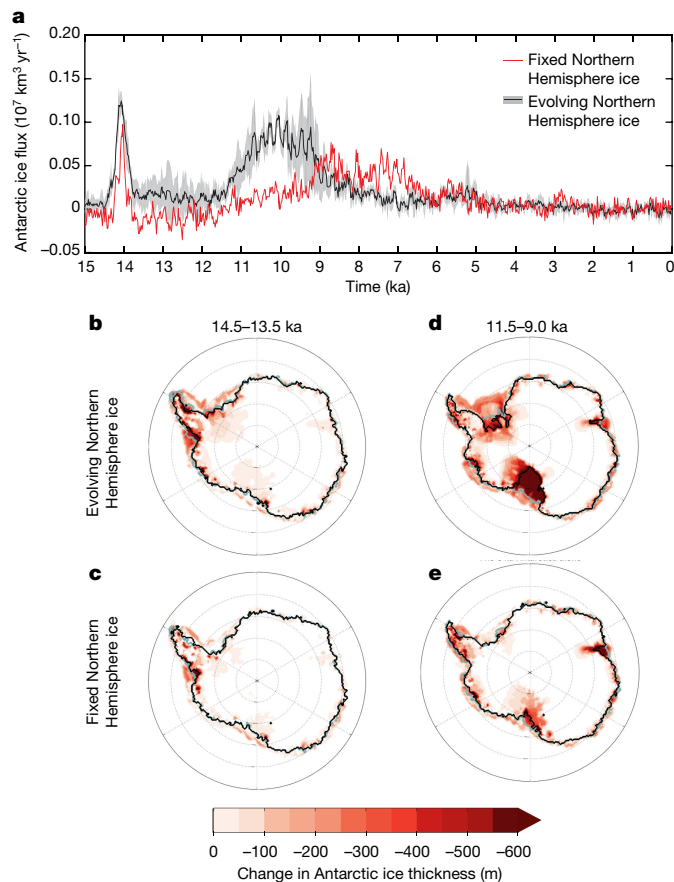 a
0.20
0.15
0.10
0.05
0
–0.05
Antarctic ice flux (10⁷ km³ yr⁻¹)
Fixed Northern
Hemisphere ice
Evolving Northern
Hemisphere ice
15 14 13 12 11 10 9 8 7 6 5 4 3 2 1 0
Time (ka)
b
14.5–13.5 ka
d
11.5–9.0 ka
Evolving Northern
Hemisphere ice
c
e
Fixed Northern
Hemisphere ice
0 –100 –200 –300 –400 –500 –600
Change in Antarctic ice thickness (m)